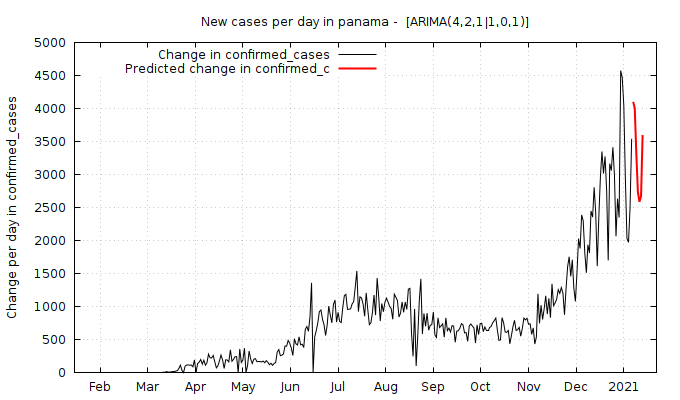 New cases per day in panama -  [ARIMA(4,2,1|1,0,1)]
Change in confirmed_cases
Predicted change in confirmed_c
Change per day in confirmed_cases
5000
4500
4000
3500
3000
2500
2000
1500
1000
500
0
Feb Mar Apr May Jun Jul Aug Sep Oct Nov Dec 2021